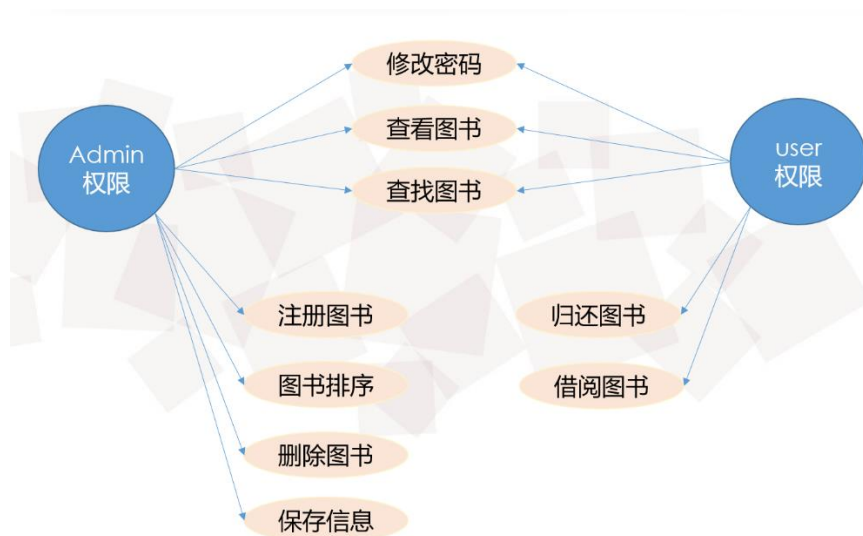 修改密码
查看图书
查找图书
Admin
权限
user
权限
注册图书
归还图书
图书排序
借阅图书
删除图书
保存信息